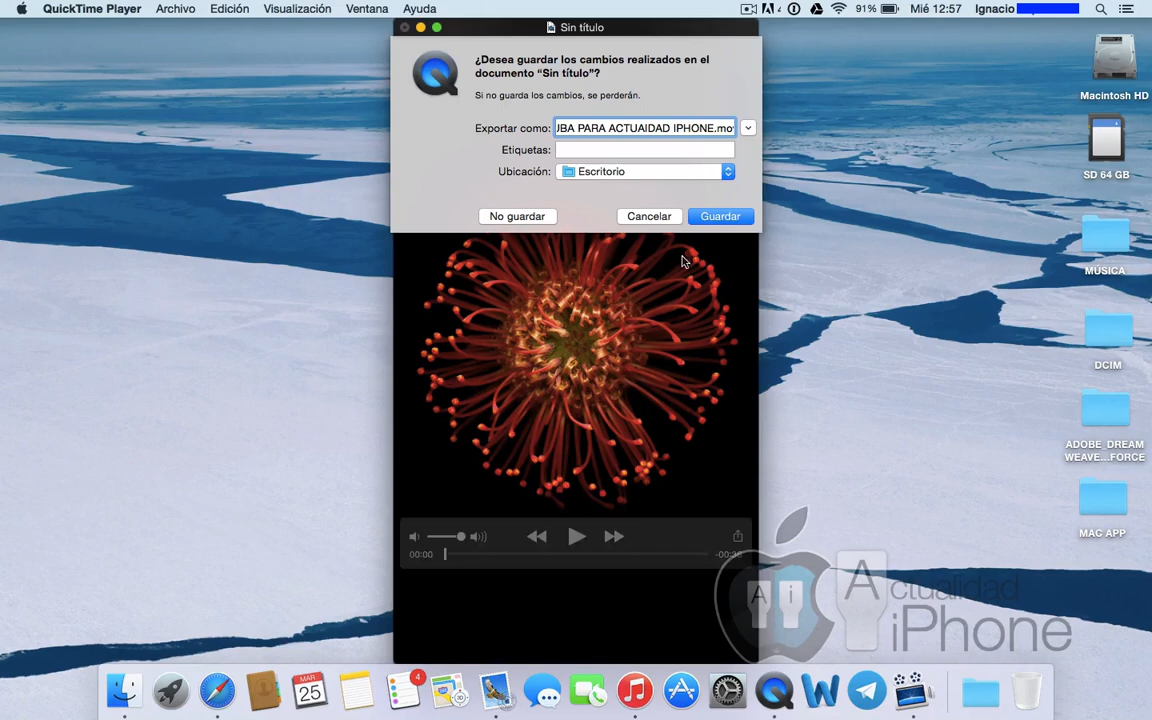 QuickTime Player Archivo Edición Visualización Ventana Ayuda 4 91% Mié 12:57 Ignacio
Sin título
¿Desea guardar los cambios realizados en el
documento “Sin título”?
Si no guarda los cambios, se perderán.
Exportar como: UBA PARA ACTUAIDAD IPHONE.mov
Etiquetas:
Ubicación: Escritorio
No guardar Cancelar Guardar
00:00
Macintosh HD
SD 64 GB
MÚSICA
DCIM
ADOBE_DREAM
WEAVE...FORCE
MAC APP
A i
Actualidad
iPhone
MAR
25
4